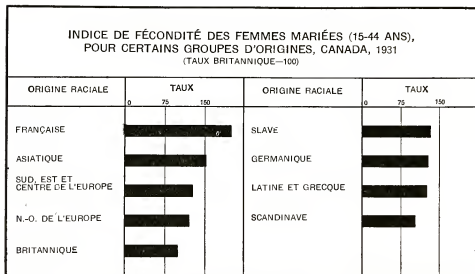 INDICE DE FÉCONDITÉ DES FEMMES MARIÉES (15-44 ANS),
POUR CERTAINS GROUPES D'ORIGINES, CANADA, 1931
(TAUX BRITANNIQUE—100)
ORIGINE RACIALE
TAUX
0 75 150
FRANÇAISE
ASIATIQUE
SUD, EST ET
CENTRE DE L'EUROPE
N.-O. DE L'EUROPE
BRITANNIQUE
ORIGINE RACIALE
TAUX
0 75 150
SLAVE
GERMANIQUE
LATINE ET GRECQUE
SCANDINAVE